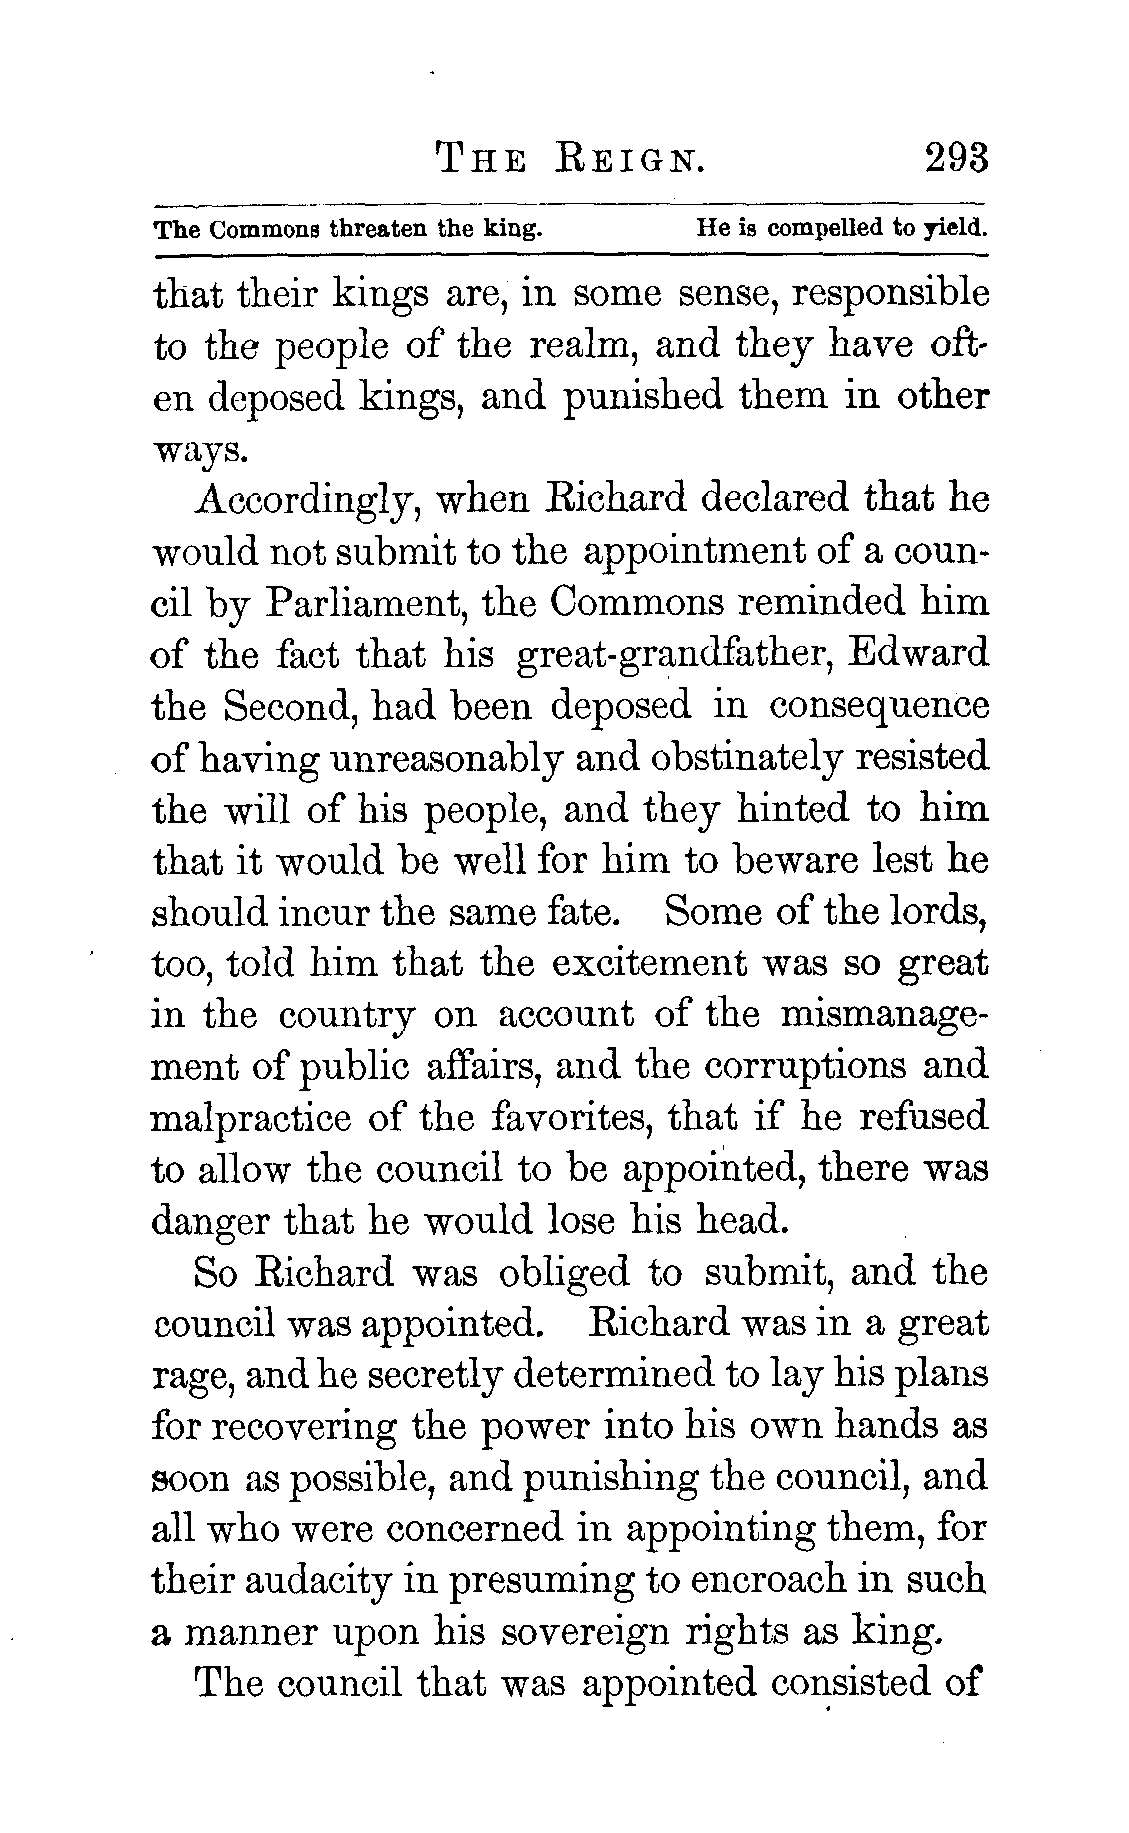 THE REIGN. 293
The Commons threaten the king. He is compelled to yield.
that their kings are, in some sense, responsible
to the people of the realm, and they have oft-
en deposed kings, and punished them in other
ways.
Accordingly, when Richard declared that he
would not submit to the appointment of a coun-
cil by Parliament, the Commons reminded him
of the fact that his great-grandfather, Edward
the Second, had been deposed in consequence
of having unreasonably and obstinately resisted
the will of his people, and they hinted to him
that it would be well for him to beware lest he
should incur the same fate. Some of the lords,
too, told him that the excitement was so great
in the country on account of the mismanage-
ment of public affairs, and the corruptions and
malpractice of the favorites, that if he refused
to allow the council to be appointed, there was
danger that he would lose his head.
So Richard was obliged to submit, and the
council was appointed. Richard was in a great
rage, and he secretly determined to lay his plans
for recovering the power into his own hands as
soon as possible, and punishing the council, and
all who were concerned in appointing them, for
their audacity in presuming to encroach in such
a manner upon his sovereign rights as king.
The council that was appointed consisted of